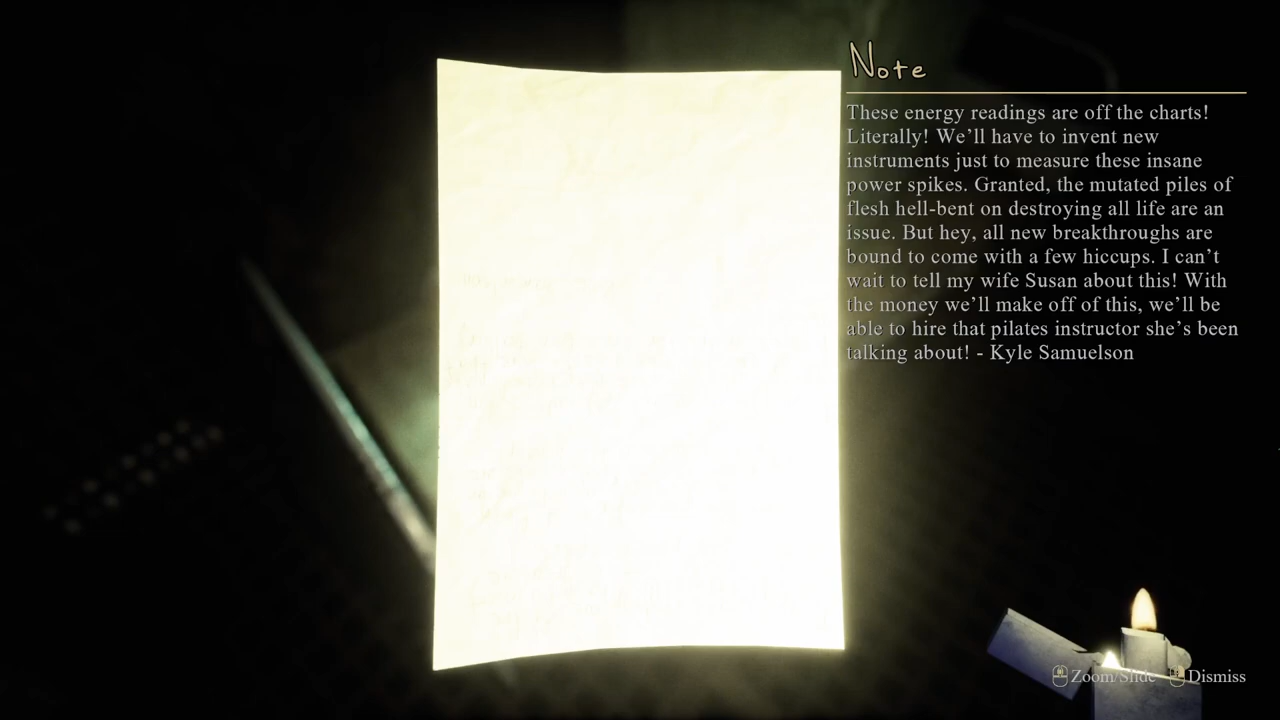 Note
These energy readings are off the charts!
Literally! We'll have to invent new
instruments just to measure these insane
power spikes. Granted, the mutated piles of
flesh hell-bent on destroying all life are an
issue. But hey, all new breakthroughs are
bound to come with a few hiccups. I can't
wait to tell my wife Susan about this! With
the money we'll make off of this, we'll be
able to hire that pilates instructor she's been
talking about! - Kyle Samuelson
Zoom/Slide Dismiss